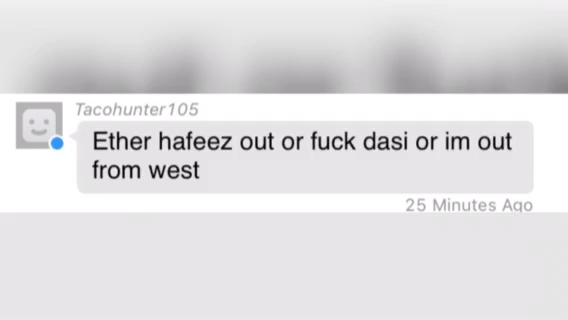 Tacohunter105
Ether hafeez out or fuck dasi or im out
from west
25 Minutes Ago